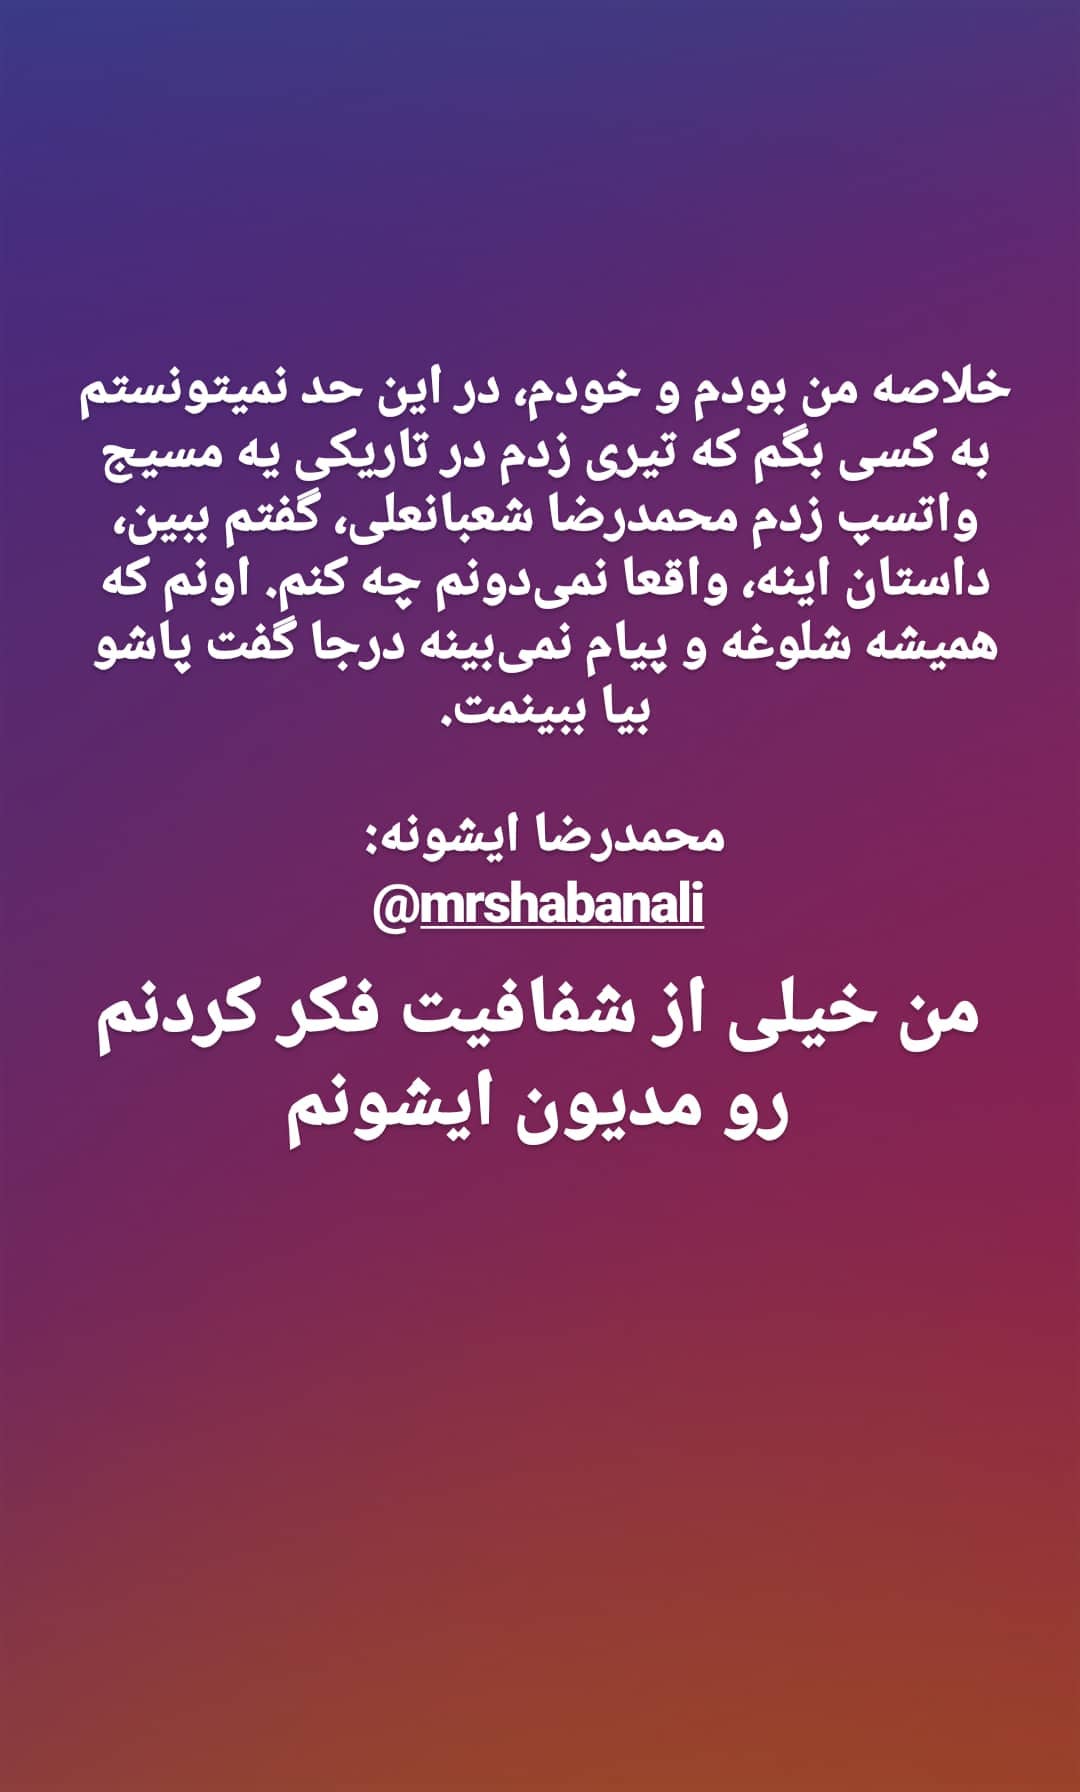 خلاصه من بودم و خودم، در این حد نمیتونستم
به کسی بگم که تیری زدم در تاریکی یه مسیج
واتسپ زدم محمدرضا شعبانعلی، گفتم ببین،
داستان اینه، واقعا نمی‌دونم چه کنم. اونم که
همیشه شلوغه و پیام نمی‌بینه درجا گفت پاشو
بیا ببینمت.
محمدرضا ایشونه:
@mrshabanali
من خیلی از شفافیت فکر کردنم
رو مدیون ایشونم